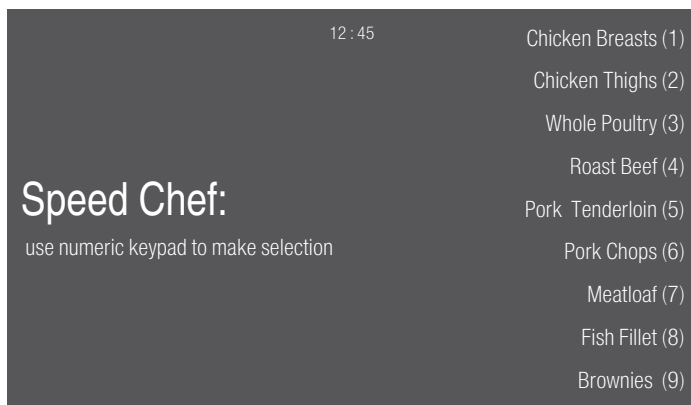 12 : 45
Speed Chef:
use numeric keypad to make selection
Chicken Breasts (1)
Chicken Thighs (2)
Whole Poultry (3)
Roast Beef (4)
Pork Tenderloin (5)
Pork Chops (6)
Meatloaf (7)
Fish Fillet (8)
Brownies (9)